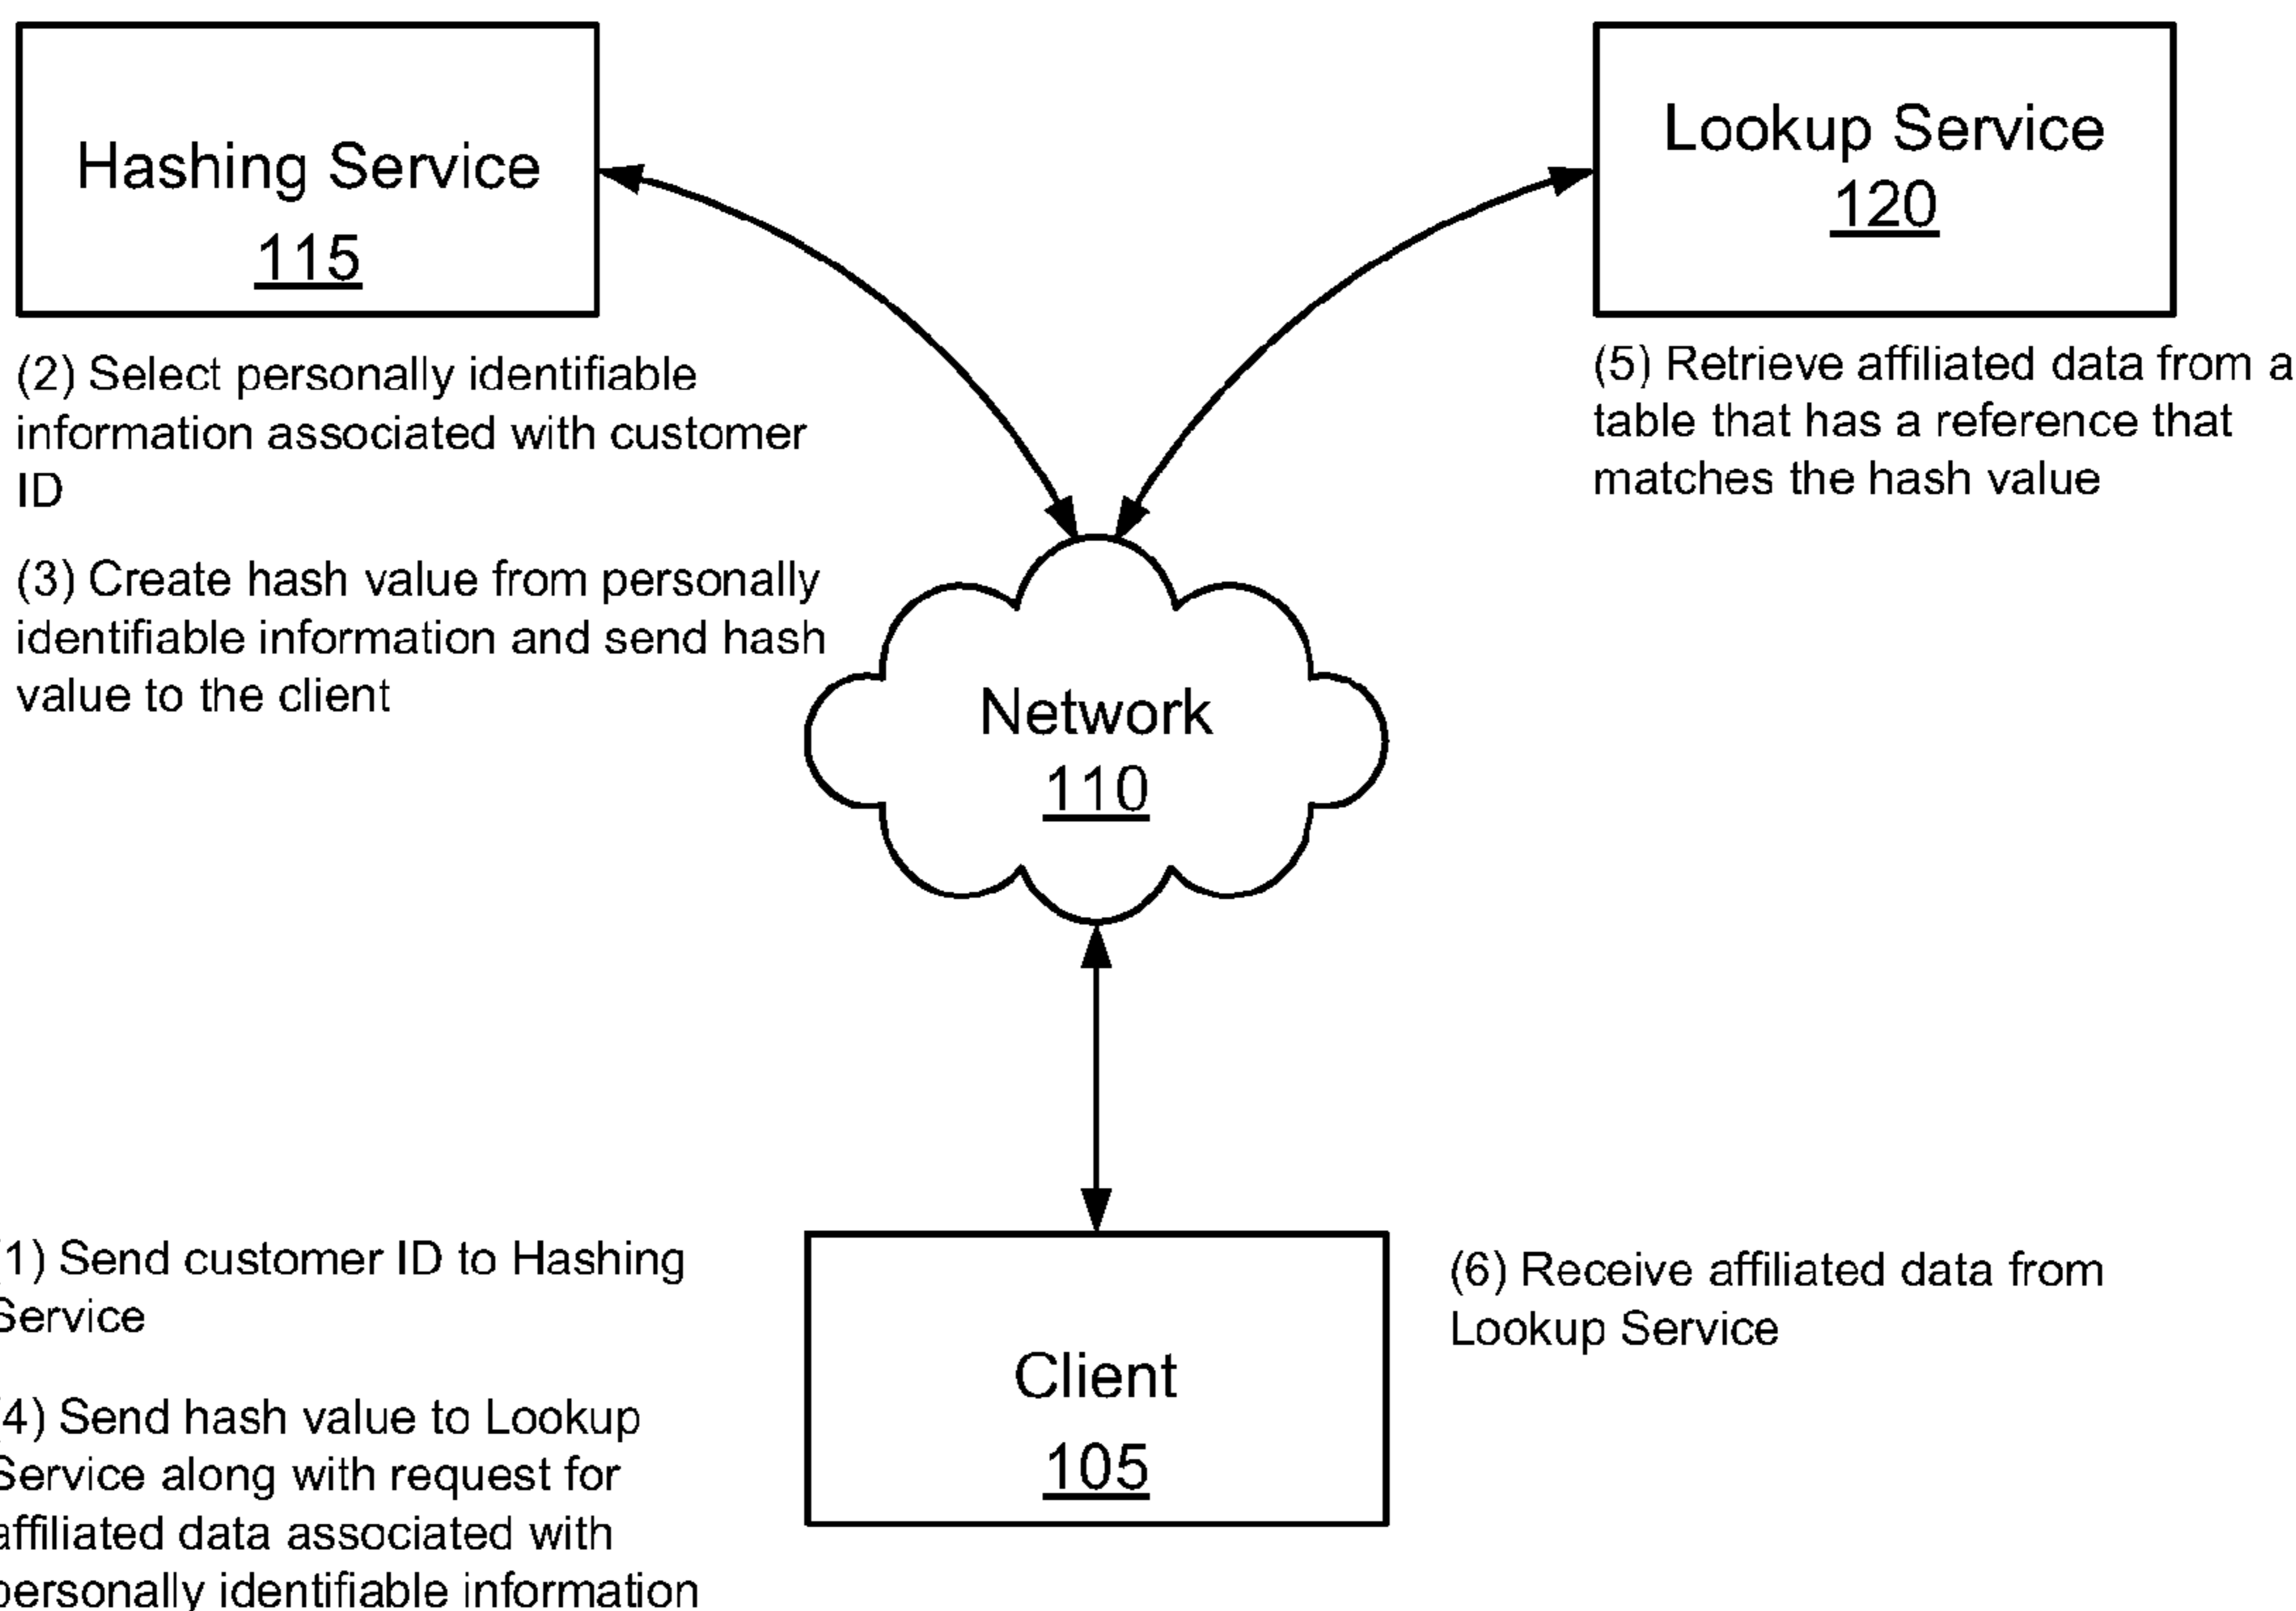 Hashing Service
115
Lookup Service
120
(2) Select personally identifiable
information associated with customer
ID
(3) Create hash value from personally
identifiable information and send hash
value to the client
(5) Retrieve affiliated data from a
table that has a reference that
matches the hash value
Network
110
(1) Send customer ID to Hashing
Service
(4) Send hash value to Lookup
Service along with request for
affiliated data associated with
personally identifiable information
Client
105
(6) Receive affiliated data from
Lookup Service